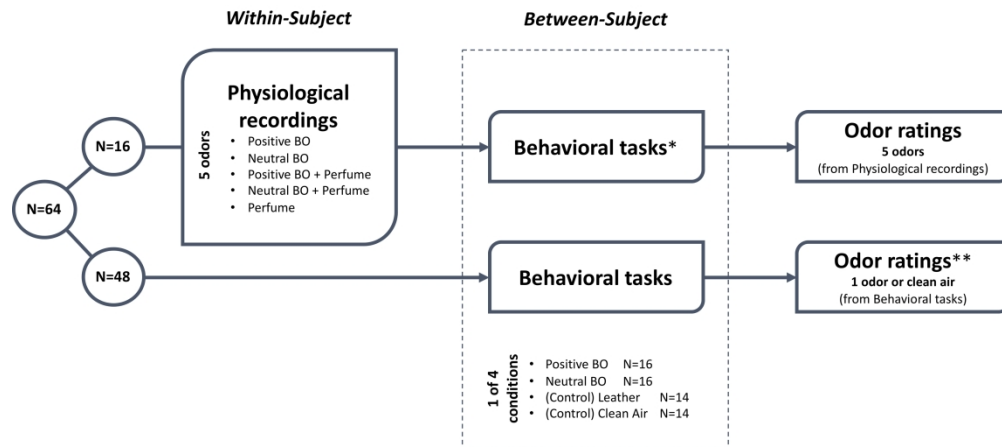 Within-Subject
Between-Subject
N=64
N=16
N=48
5 odors
Physiological
recordings
• Positive BO
• Neutral BO
• Positive BO + Perfume
• Neutral BO + Perfume
• Perfume
Behavioral tasks*
Odor ratings
5 odors
(from Physiological recordings)
Behavioral tasks
Odor ratings**
1 odor or clean air
(from Behavioral tasks)
1 of 4
conditions
• Positive BO N=16
• Neutral BO N=16
• (Control) Leather N=14
• (Control) Clean Air N=14